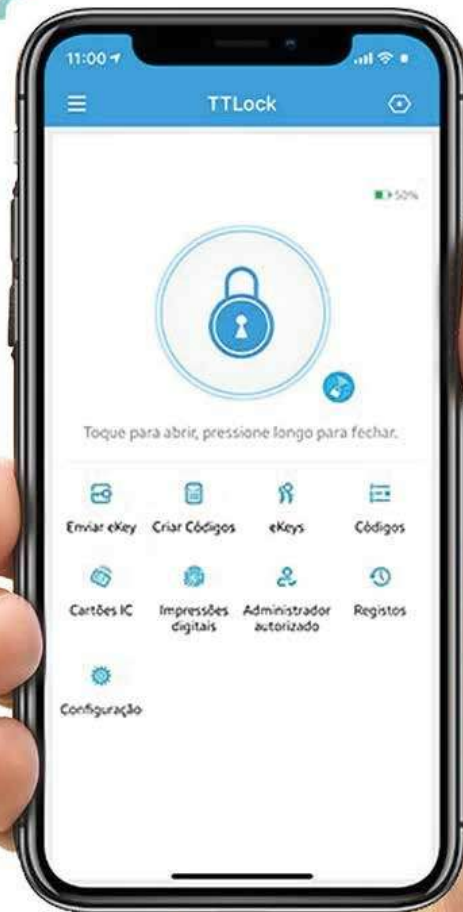 11:00
TTLock
50%
Toque para abrir, pressione longo para fechar.
Enviar eKey Criar Códigos eKeys Códigos
Cartões IC Impressões digitais Administrador autorizado Registos
Configuração